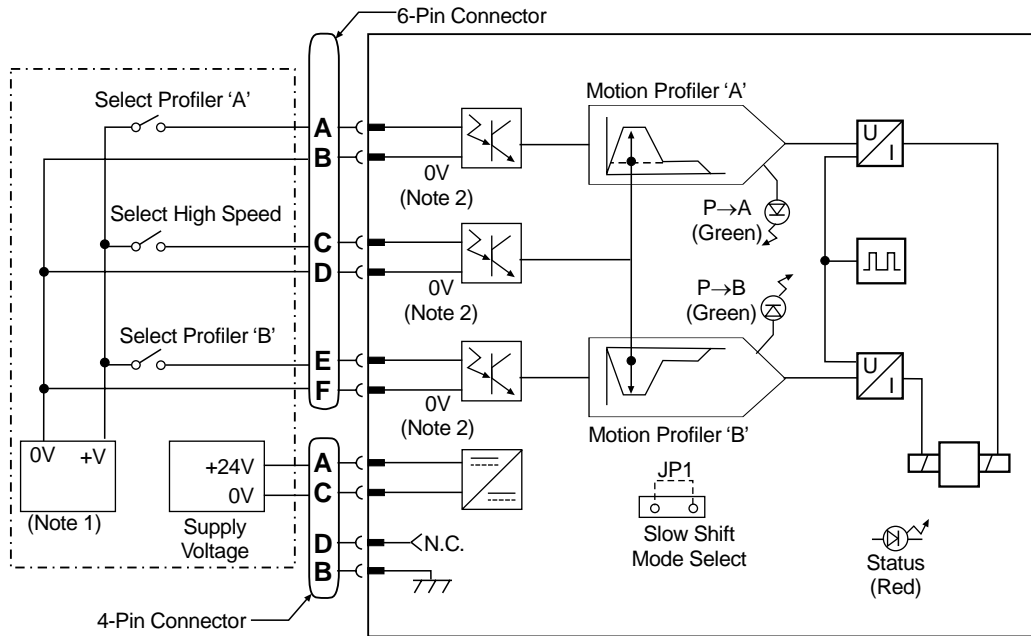 6-Pin Connector
Select Profiler ‘A’
Motion Profiler ‘A’
A
B
0V
(Note 2)
U
I
P→A
(Green)
Select High Speed
C
D
0V
(Note 2)
P→B
(Green)
Select Profiler ‘B’
E
F
0V
(Note 2)
U
I
Motion Profiler ‘B’
0V +V
(Note 1)
+24V
0V
Supply
Voltage
A
C
D
B
N.C.
JP1
Slow Shift
Mode Select
Status
(Red)
4-Pin Connector